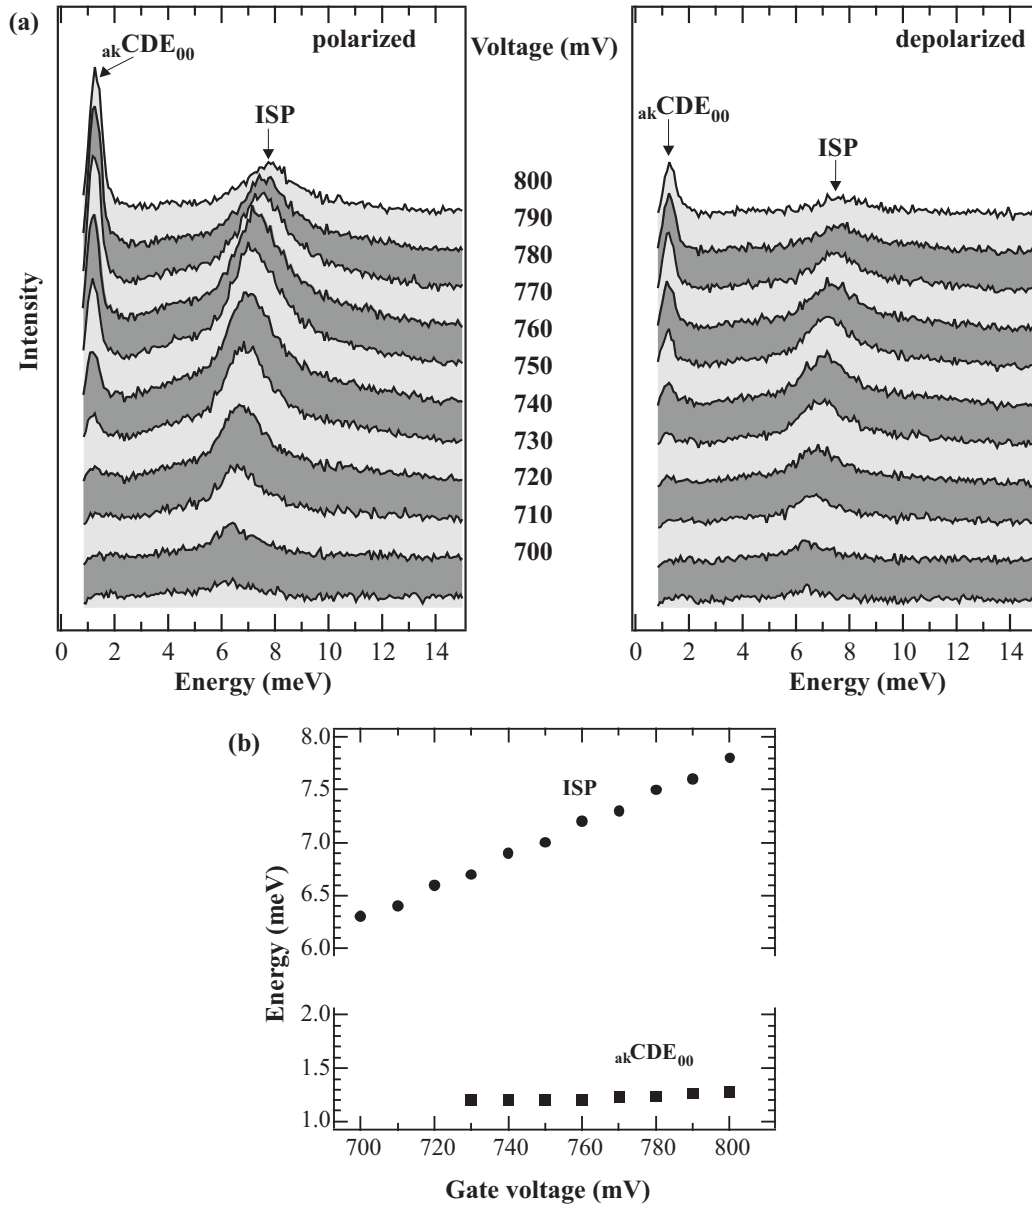 (a)
polarized
Voltage (mV)
depolarized
akCDE00
ISP
akCDE00
ISP
800
790
780
770
760
750
740
730
720
710
700
Intensity
0 2 4 6 8 10 12 14
Energy (meV)
0 2 4 6 8 10 12 14
Energy (meV)
(b)
8.0
7.5
7.0
6.5
6.0
2.0
1.5
1.0
ISP
akCDE00
Energy (meV)
700 720 740 760 780 800
Gate voltage (mV)